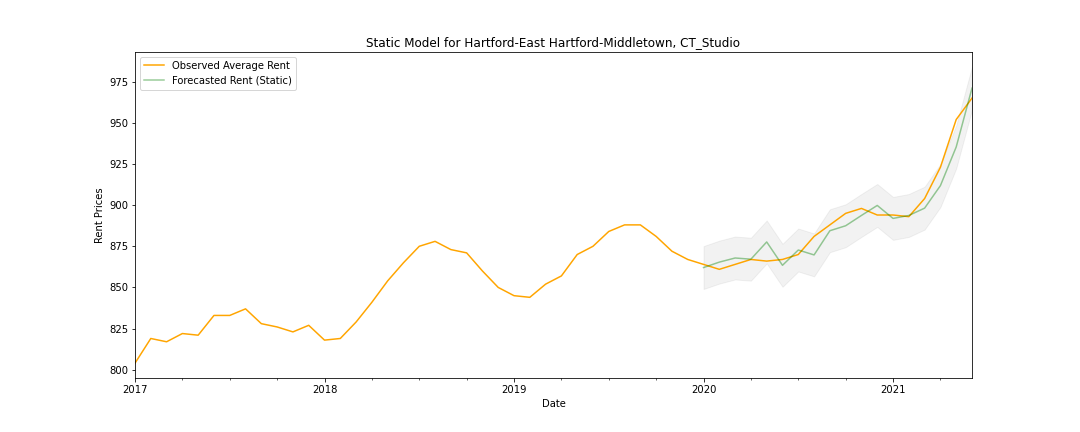 Static Model for Hartford-East Hartford-Middletown, CT_Studio
Observed Average Rent
Forecasted Rent (Static)
975
950
925
900
875
850
825
800
Rent Prices
2017 2018 2019 2020 2021
Date